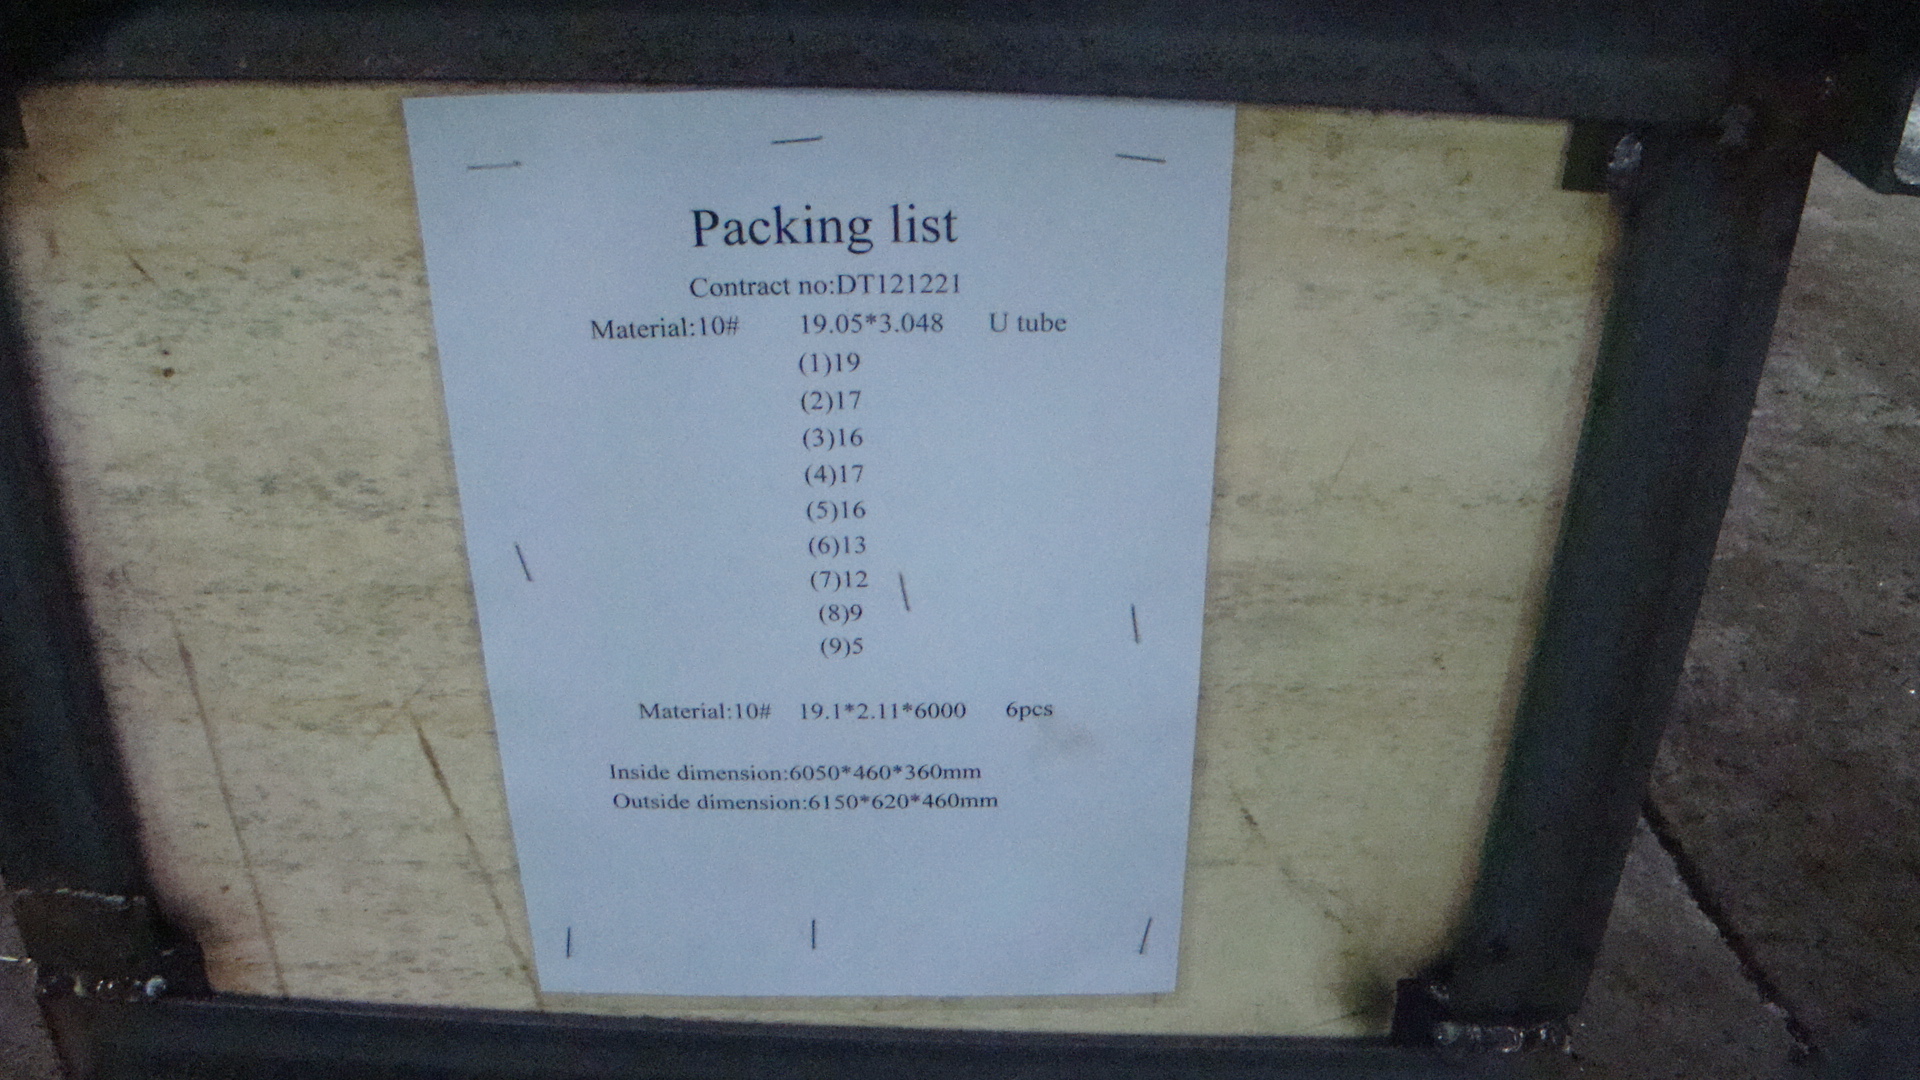 Packing list
Contract no:DT121221
Material:10# 19.05*3.048 U tube
(1)19
(2)17
(3)16
(4)17
(5)16
(6)13
(7)12
(8)9
(9)5
Material:10# 19.1*2.11*6000 6pcs
Inside dimension:6050*460*360mm
Outside dimension:6150*620*460mm